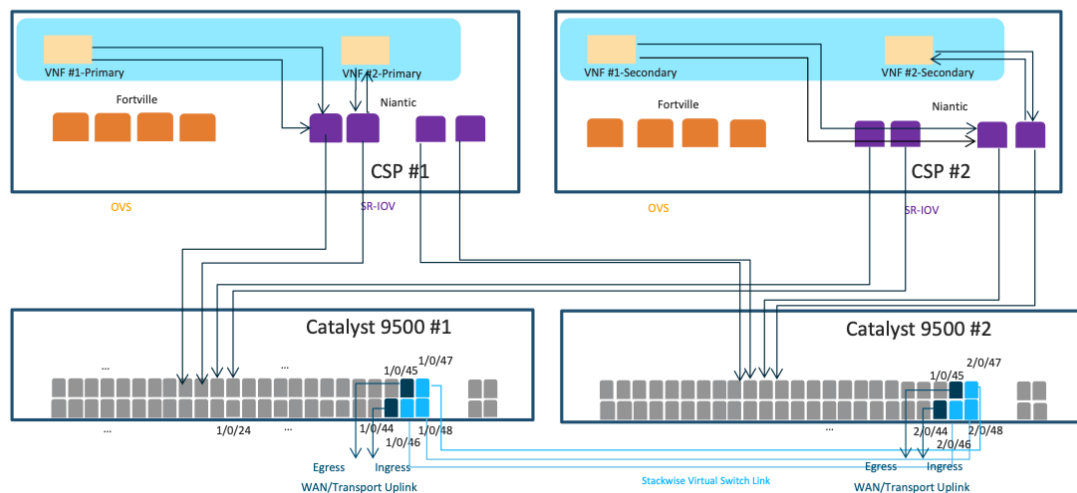 VNF #1-Primary
VNF #2-Primary
Fortville
Niantic
CSP #1
OVS
SR-IOV
VNF #1-Secondary
VNF #2-Secondary
Fortville
Niantic
CSP #2
OVS
SR-IOV
Catalyst 9500 #1
...
...
1/0/47
1/0/45
1/0/24
...
1/0/44
1/0/48
1/0/46
Egress
Ingress
WAN/Transport Uplink
Catalyst 9500 #2
2/0/47
1/0/45
...
2/0/44
2/0/48
2/0/46
Egress
Ingress
WAN/Transport Uplink
Stackwise Virtual Switch Link